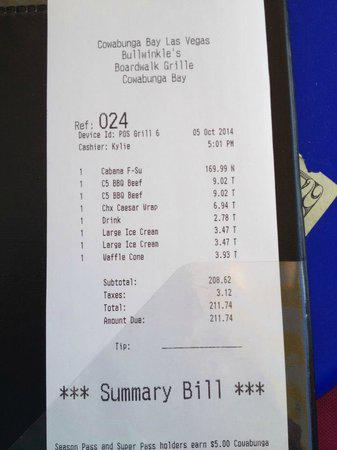 Cowabunga Bay Las Vegas
Bullwinkle's
Boardwalk Grille
Cowabunga Bay
Ref: 024
Device Id: POS Grill 6 05 Oct 2014
Cashier: Kylie 5:01 PM
1 Cabana F-Su 169.99 N
1 C5 BBQ Beef 9.02 T
1 C5 BBQ Beef 9.02 T
1 Chx Caesar Wrap 6.94 T
1 Drink 2.78 T
1 Large Ice Cream 3.47 T
1 Large Ice Cream 3.47 T
1 Waffle Cone 3.93 T
Subtotal: 208.62
Taxes: 3.12
Total: 211.74
Amount Due: 211.74
Tip:
*** Summary Bill ***
Season Pass and Super Pass holders earn $5.00 Cowabunga